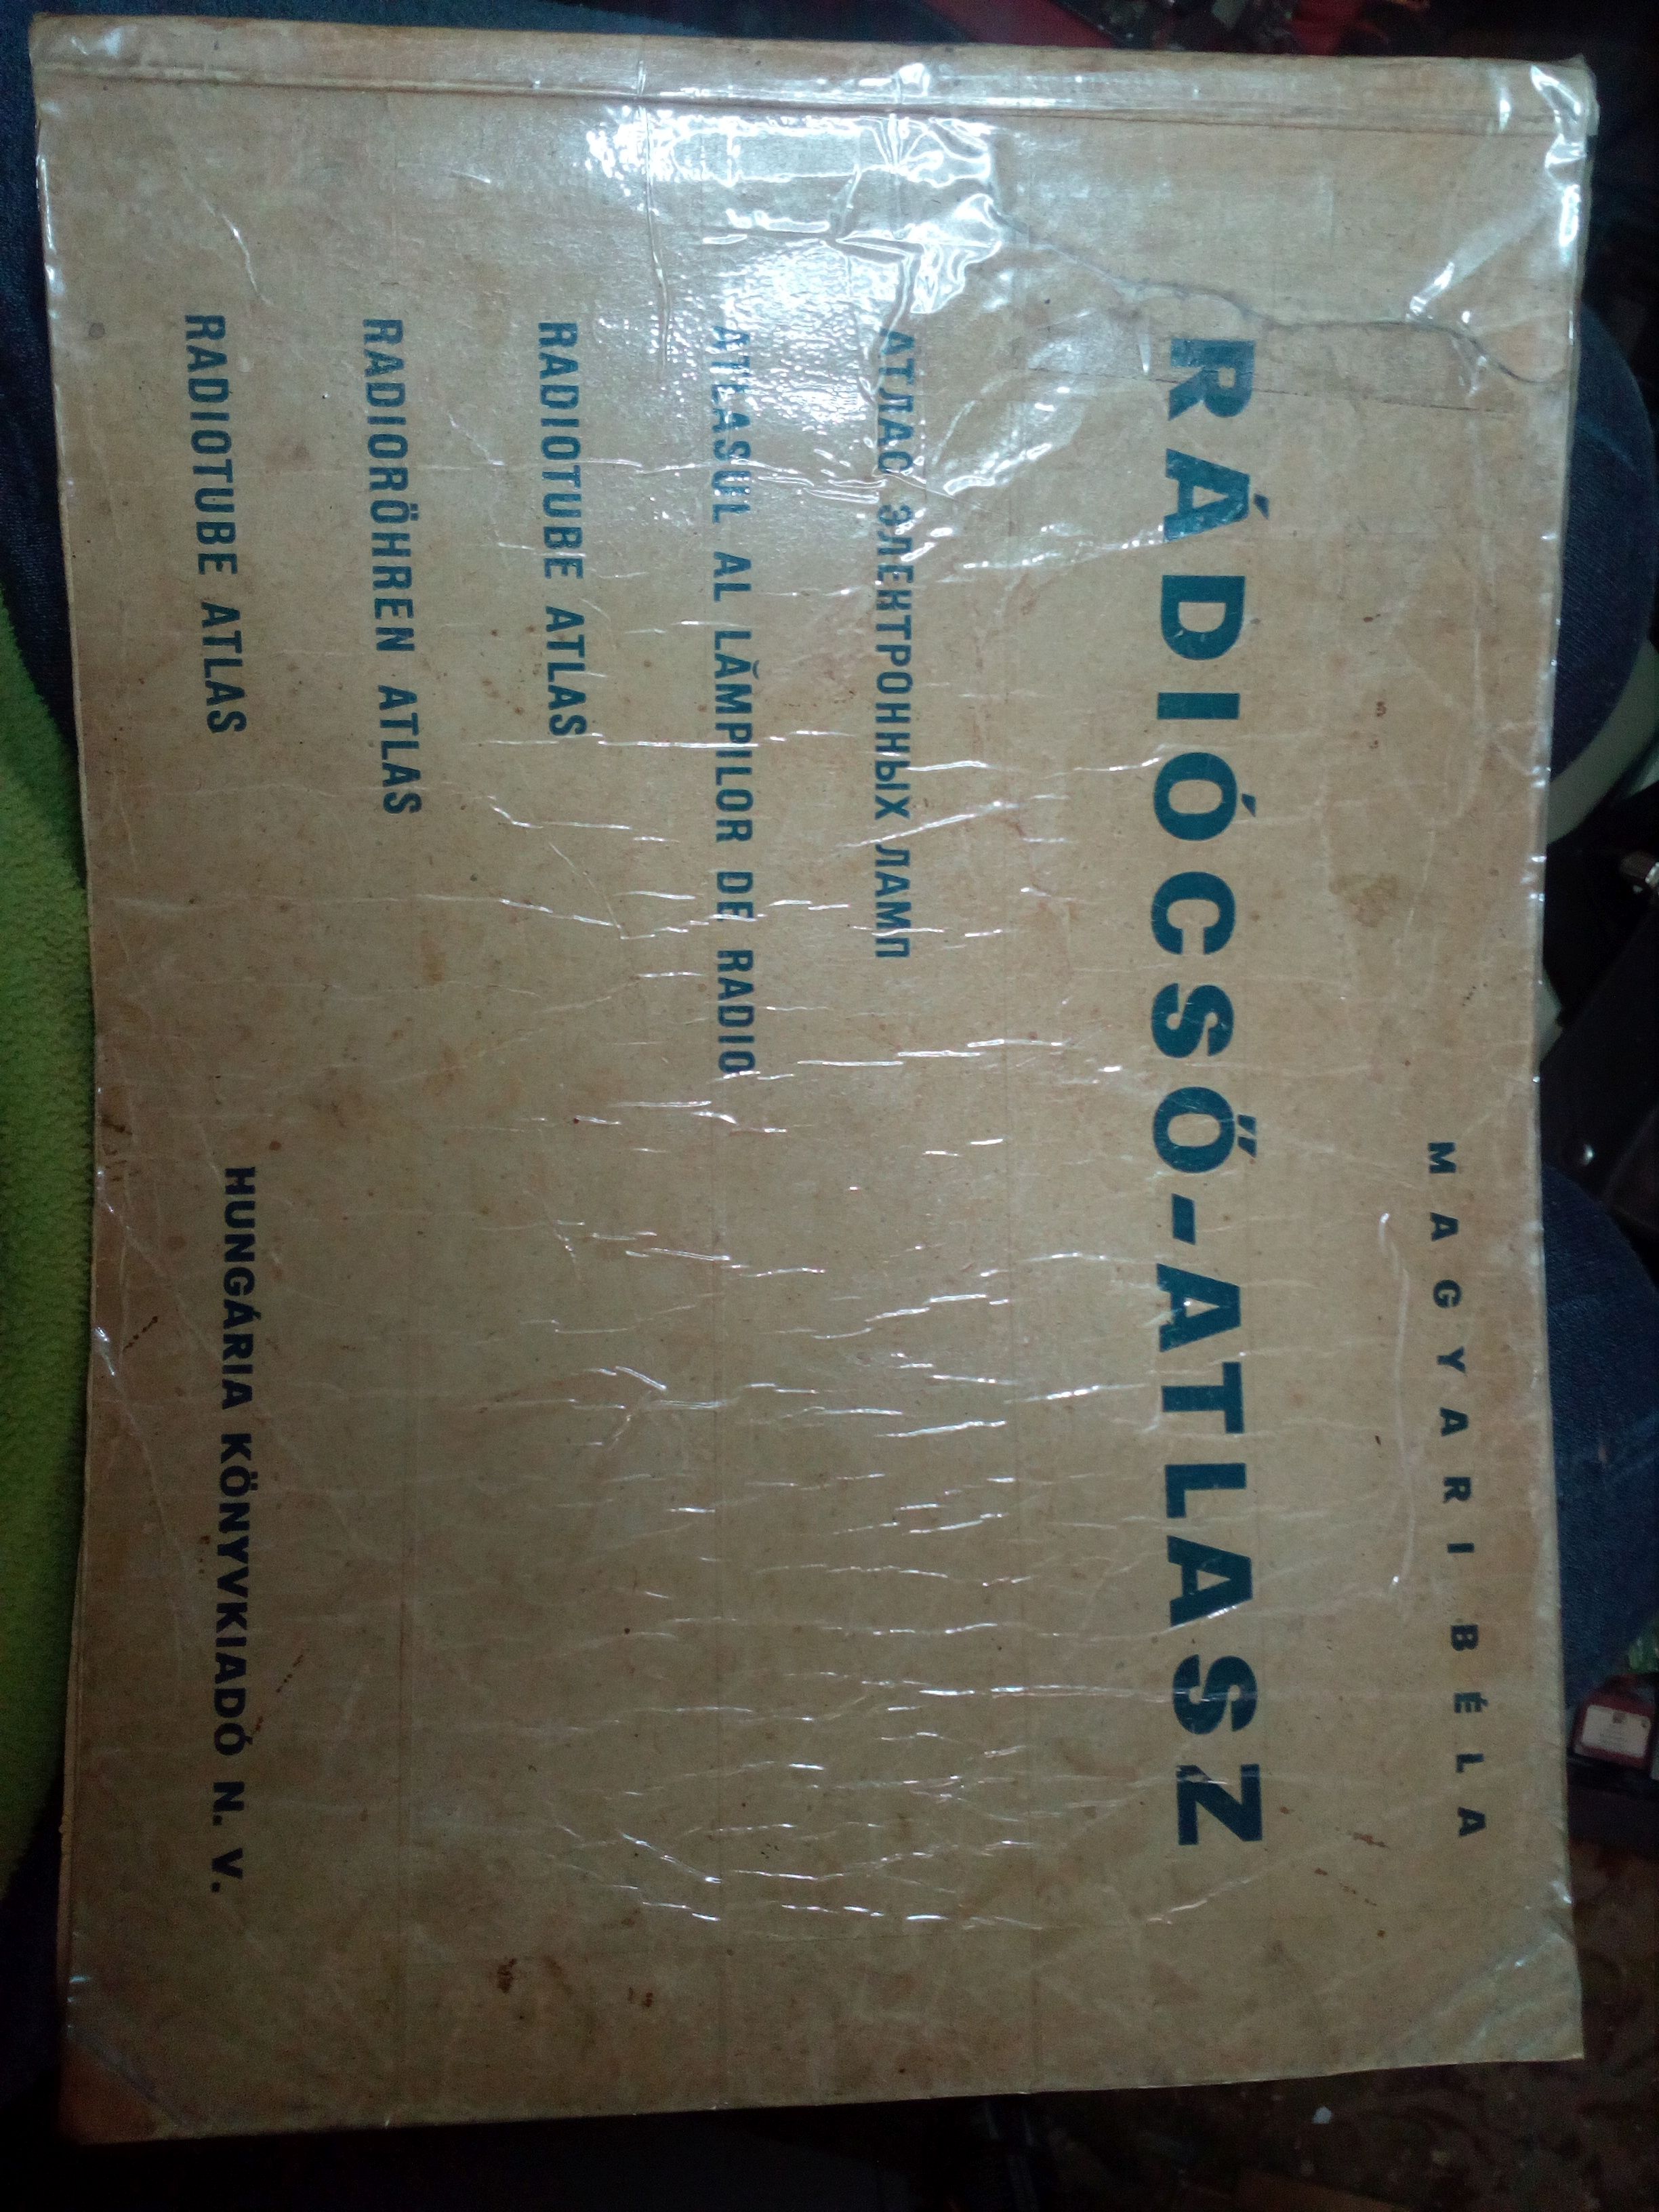 MAGYARI BÉLA
RÁDIÓCSŐ-ATLASZ
АТЛАС ЭЛЕКТРОННЫХ ЛАМП
ATLASUL AL LĂMPILOR DE RADIO
RADIOTUBE ATLAS
RADIORÖHREN ATLAS
RADIOTUBE ATLAS
HUNGÁRIA KÖNYVKIADÓ N. V.